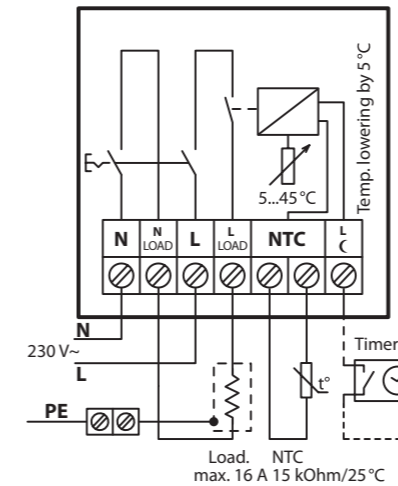 Temp. lowering by 5 °C
5...45 °C
N N LOAD L L LOAD NTC L ☾
N
230 V~
L
Timer
t°
PE
Load. NTC
max. 16 A 15 kOhm/25 °C